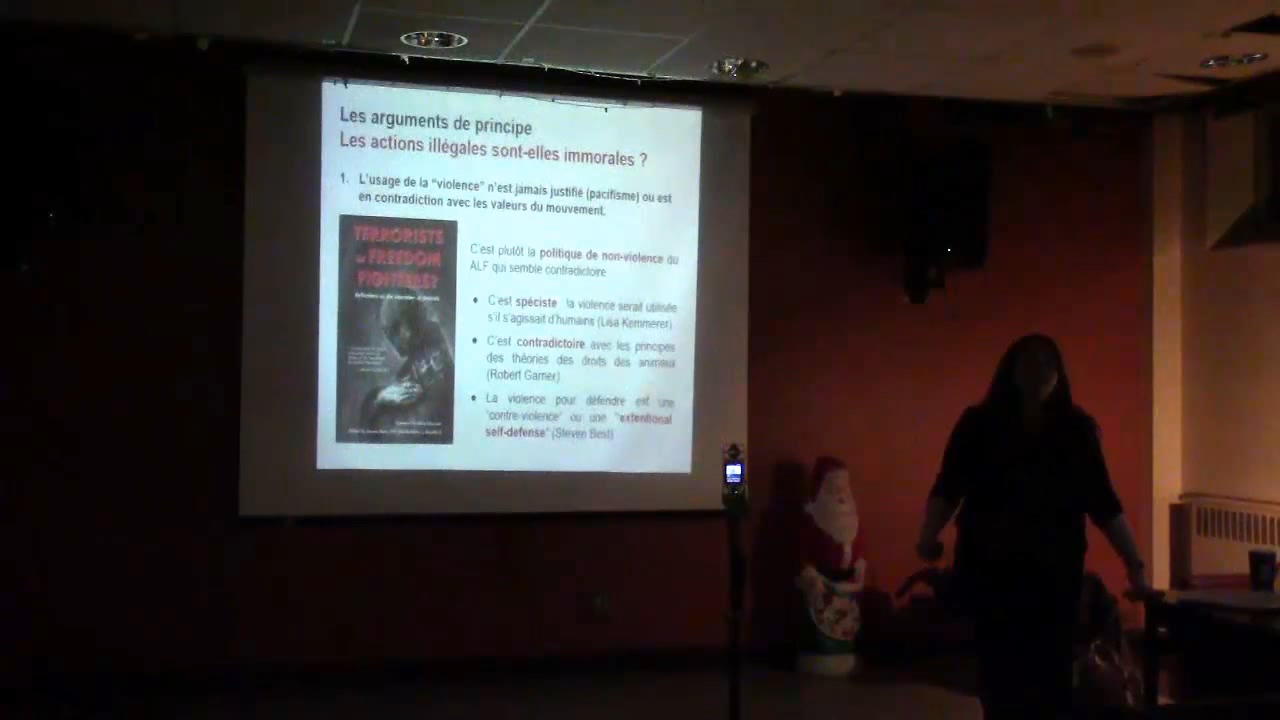 Les arguments de principe
Les actions illégales sont-elles immorales ?
1. L'usage de la "violence" n'est jamais justifié (pacifisme) ou est
en contradiction avec les valeurs du mouvement.
TERRORISTS
or FREEDOM
FIGHTERS?
C'est plutôt la politique de non-violence du
ALF qui semble contradictoire
• C'est spéciste la violence serait utilisée
s'il s'agissait d'humains (Lisa Kemmerer)
• C'est contradictoire avec les principes
des théories des droits des animaux
(Robert Garner)
• La violence pour défendre est une
"contre-violence" ou une "extentional
self-defense" (Steven Best)